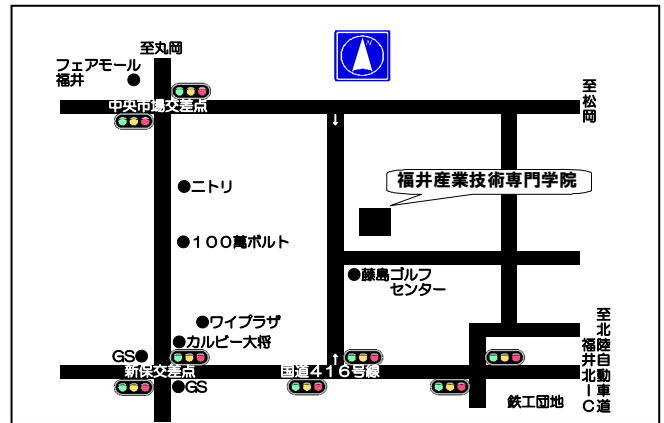 至丸岡
N
フェアモール
福井
中央市場交差点
至松岡
福井産業技術専門学院
ニトリ
100萬ボルト
藤島ゴルフ
センター
ワイプラザ
カルビー大将
GS
新保交差点
国道416号線
GS
至北陸自動車道
福井北IC
鉄工団地